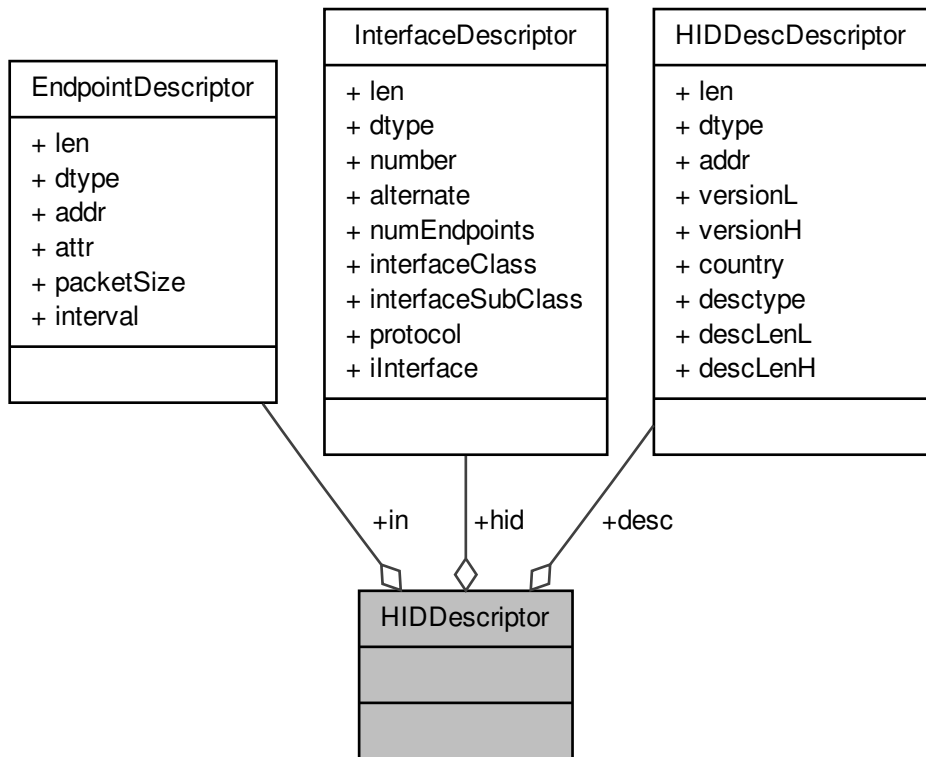 EndpointDescriptor
+ len
+ dtype
+ addr
+ attr
+ packetSize
+ interval
InterfaceDescriptor
+ len
+ dtype
+ number
+ alternate
+ numEndpoints
+ interfaceClass
+ interfaceSubClass
+ protocol
+ iInterface
HIDDescDescriptor
+ len
+ dtype
+ addr
+ versionL
+ versionH
+ country
+ desctype
+ descLenL
+ descLenH
+in
+hid
+desc
HIDDescriptor